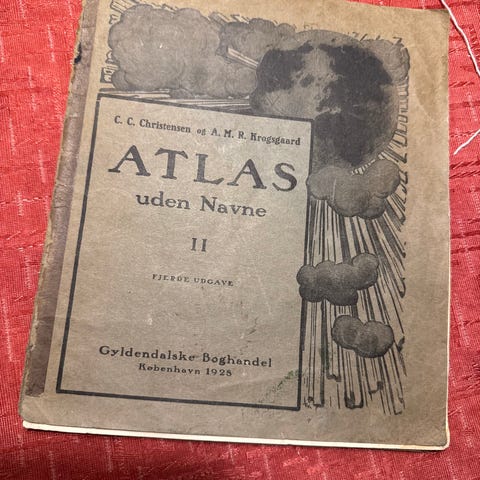 C. C. Christensen og A. M. R. Krogsgaard
ATLAS
uden Navne
II
FJERDE UDGAVE
Gyldendalske Boghandel
København 1928